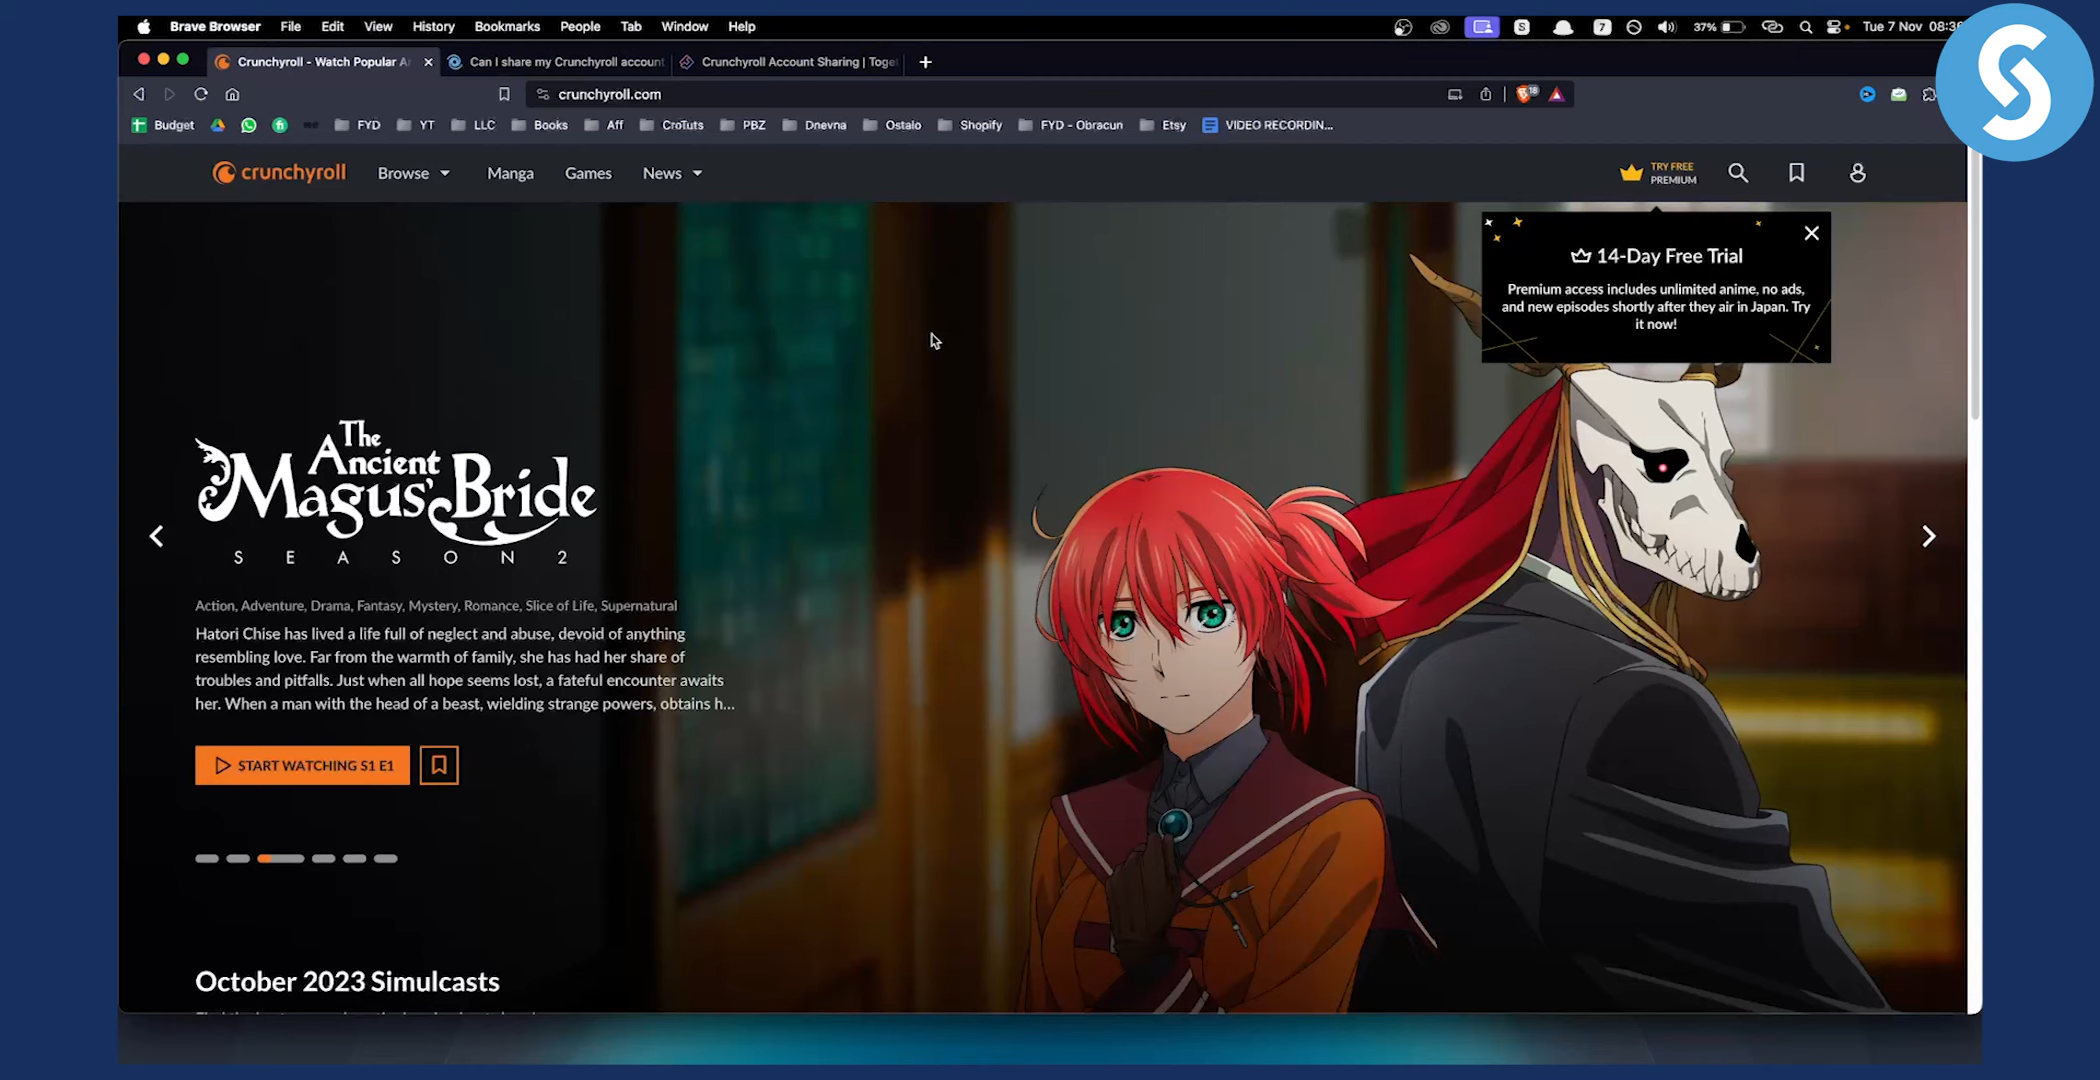 Brave Browser File Edit View History Bookmarks People Tab Window Help
S 7 37% Tue 7 Nov
Crunchyroll - Watch Popular A Can I share my Crunchyroll account Crunchyroll Account Sharing | Toge
crunchyroll.com 18
Budget FYD YT LLC Books Aff CroTuts PBZ Dnevna Ostalo Shopify FYD - Obracun Etsy VIDEO RECORDIN...
crunchyroll Browse Manga Games News TRY FREE
PREMIUM
14-Day Free Trial
Premium access includes unlimited anime, no ads,
and new episodes shortly after they air in Japan. Try
it now!
The
Ancient
Magus' Bride
SEASON 2
Action, Adventure, Drama, Fantasy, Mystery, Romance, Slice of Life, Supernatural
Hatori Chise has lived a life full of neglect and abuse, devoid of anything
resembling love. Far from the warmth of family, she has had her share of
troubles and pitfalls. Just when all hope seems lost, a fateful encounter awaits
her. When a man with the head of a beast, wielding strange powers, obtains h...
START WATCHING S1 E1
October 2023 Simulcasts